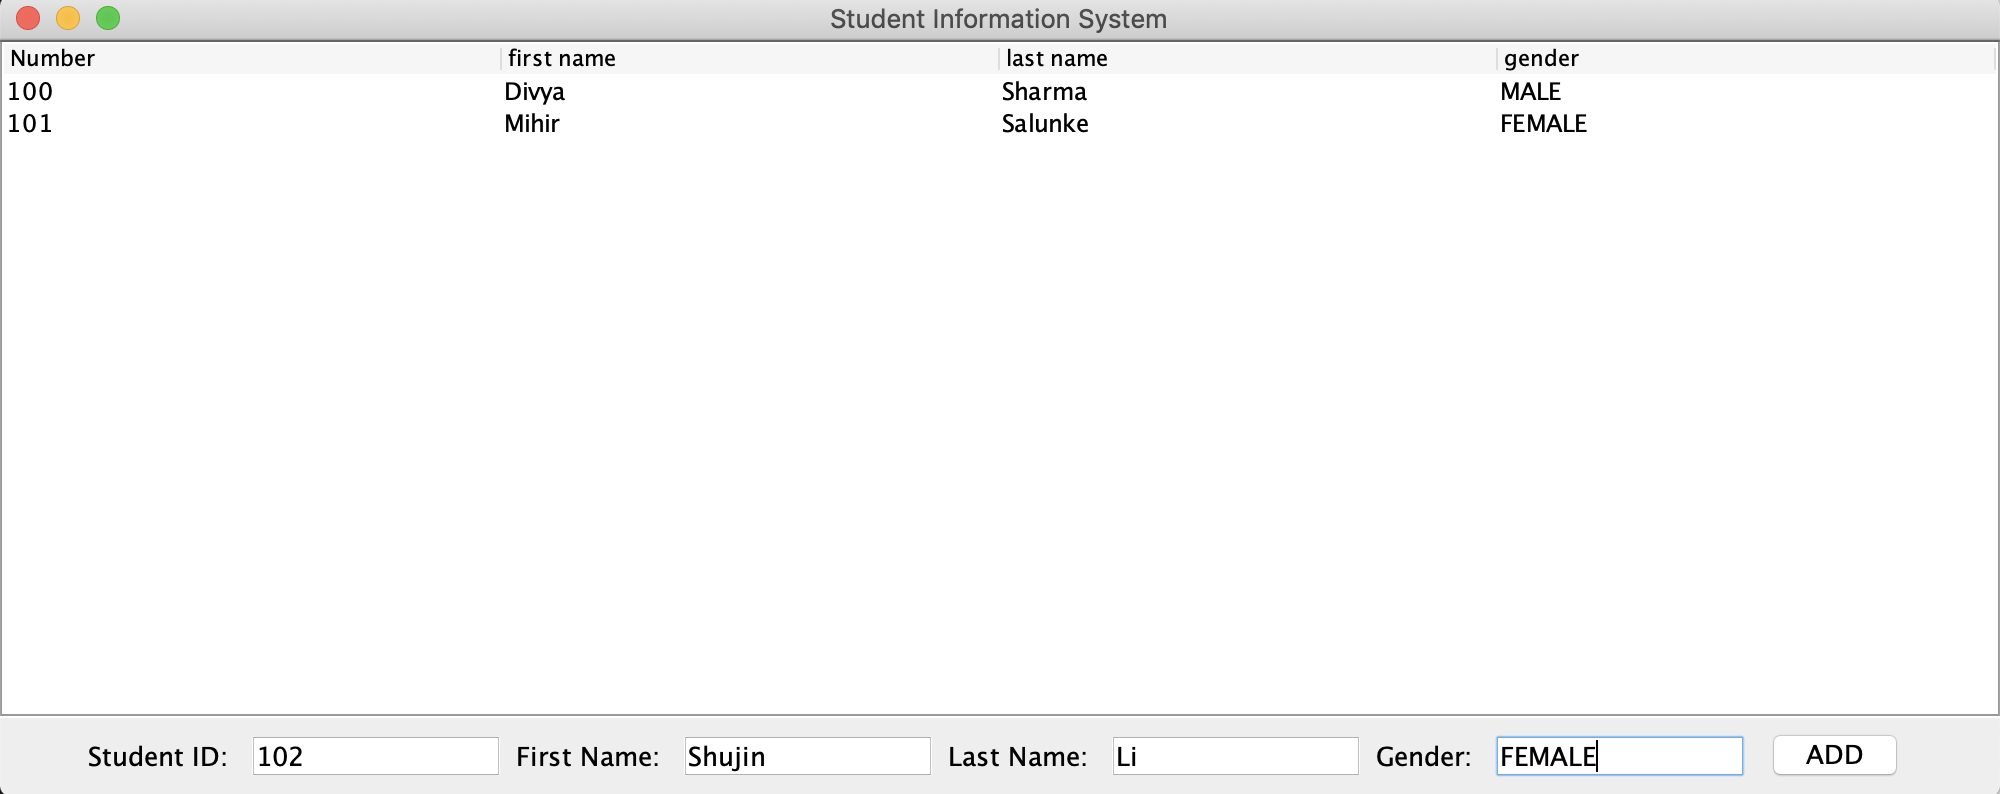 Student Information System
Number first name last name gender
100 Divya Sharma MALE
101 Mihir Salunke FEMALE
Student ID: 102 First Name: Shujin Last Name: Li Gender: FEMALE ADD